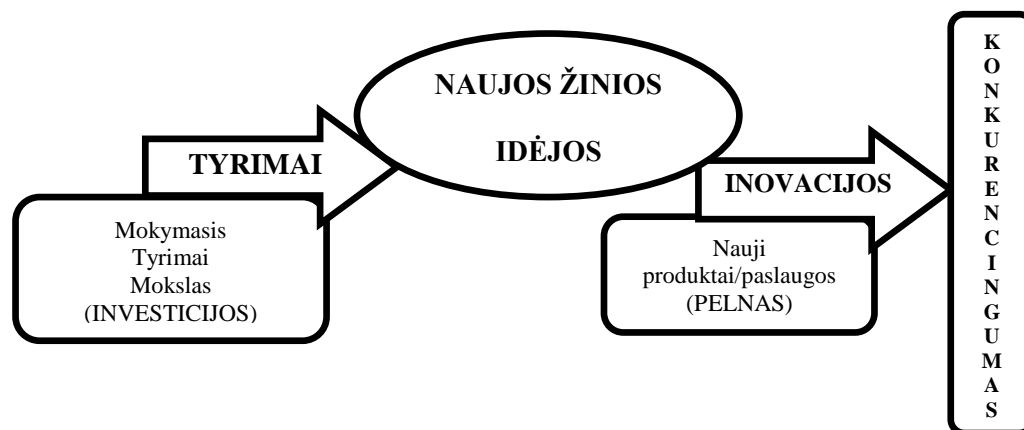 NAUJOS ŽINIOS
IDĖJOS
TYRIMAI
Mokymasis
Tyrimai
Mokslas
(INVESTICIJOS)
INOVACIJOS
Nauji
produktai/paslaugos
(PELNAS)
K
O
N
K
U
R
E
N
C
I
N
G
U
M
A
S